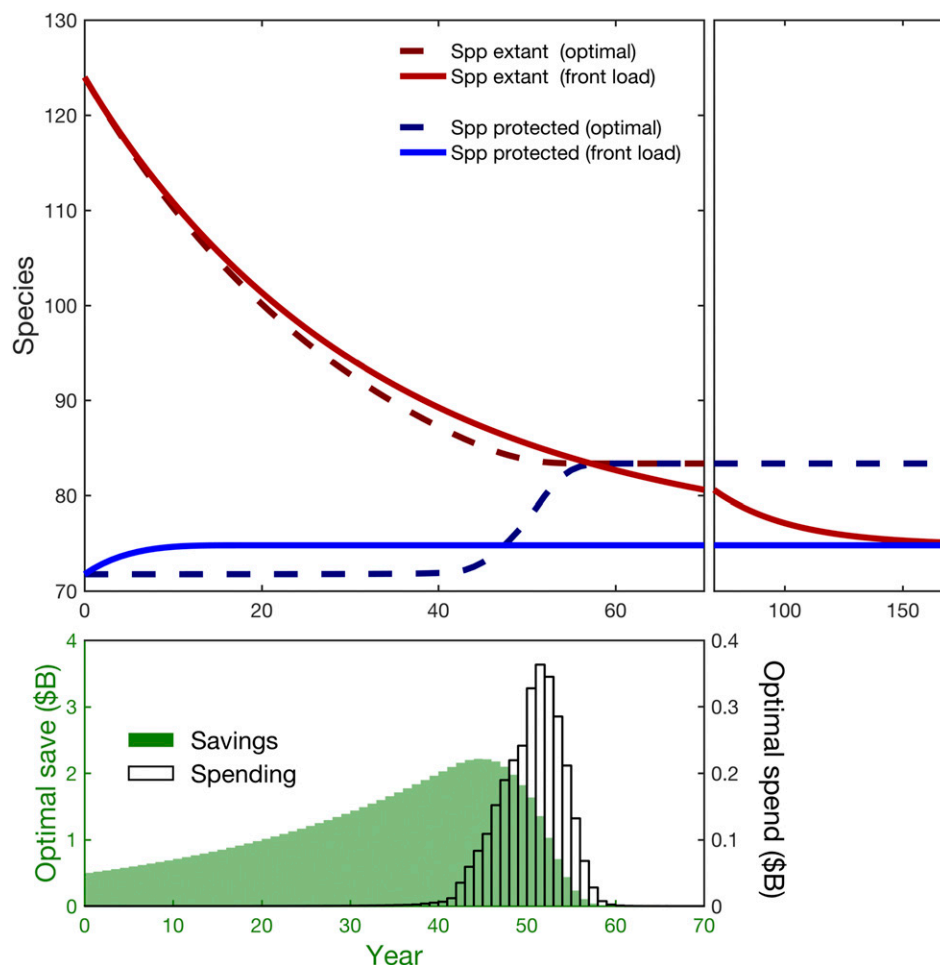 130
120
110
100
90
80
70
Species
Spp extant (optimal)
Spp extant (front load)
Spp protected (optimal)
Spp protected (front load)
0 20 40 60 100 150
4
3
2
1
0
Optimal save ($B)
Savings
Spending
0.4
0.3
0.2
0.1
0
Optimal spend ($B)
0 10 20 30 40 50 60 70
Year